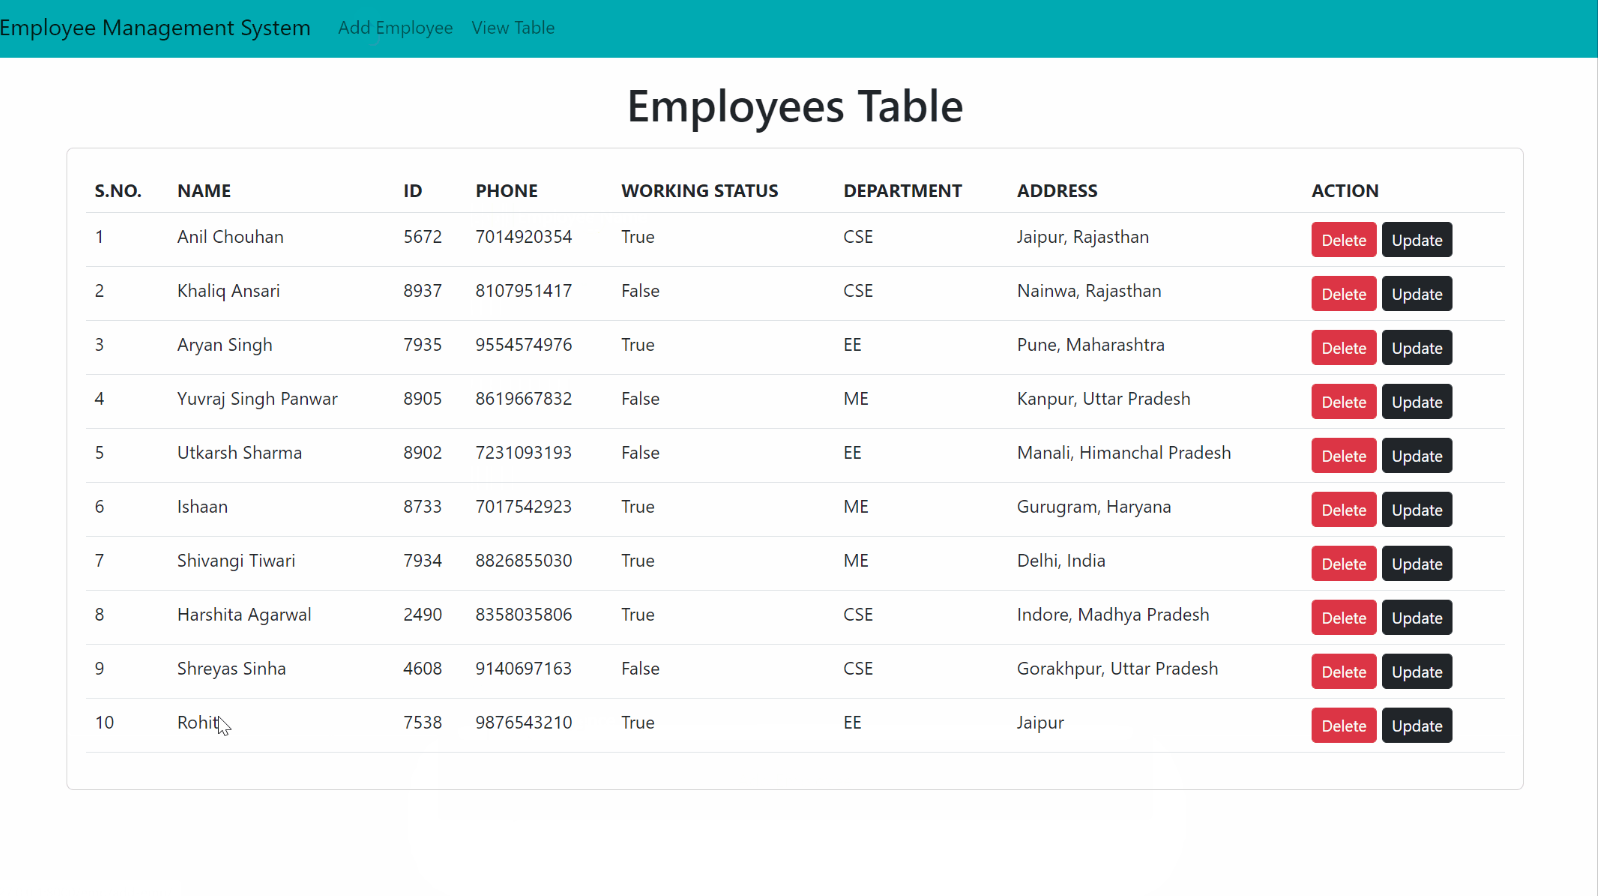 Employee Management System Add Employee View Table
Employees Table
S.NO. NAME ID PHONE WORKING STATUS DEPARTMENT ADDRESS ACTION
1 Anil Chouhan 5672 7014920354 True CSE Jaipur, Rajasthan Delete Update
2 Khaliq Ansari 8937 8107951417 False CSE Nainwa, Rajasthan Delete Update
3 Aryan Singh 7935 9554574976 True EE Pune, Maharashtra Delete Update
4 Yuvraj Singh Panwar 8905 8619667832 False ME Kanpur, Uttar Pradesh Delete Update
5 Utkarsh Sharma 8902 7231093193 False EE Manali, Himanchal Pradesh Delete Update
6 Ishaan 8733 7017542923 True ME Gurugram, Haryana Delete Update
7 Shivangi Tiwari 7934 8826855030 True ME Delhi, India Delete Update
8 Harshita Agarwal 2490 8358035806 True CSE Indore, Madhya Pradesh Delete Update
9 Shreyas Sinha 4608 9140697163 False CSE Gorakhpur, Uttar Pradesh Delete Update
10 Rohit 7538 9876543210 True EE Jaipur Delete Update